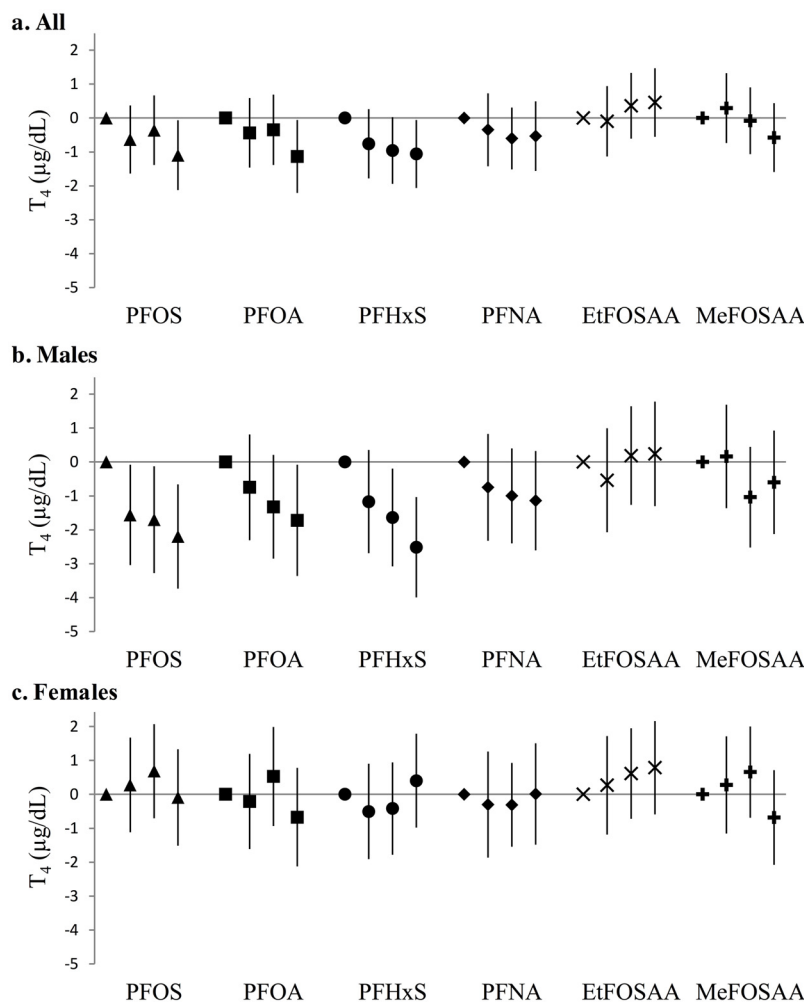 a. All
2
1
0
-1
-2
-3
-4
-5
T4 (µg/dL)
PFOS PFOA PFHxS PFNA EtFOSAA MeFOSAA
b. Males
2
1
0
-1
-2
-3
-4
-5
T4 (µg/dL)
PFOS PFOA PFHxS PFNA EtFOSAA MeFOSAA
c. Females
2
1
0
-1
-2
-3
-4
-5
T4 (µg/dL)
PFOS PFOA PFHxS PFNA EtFOSAA MeFOSAA